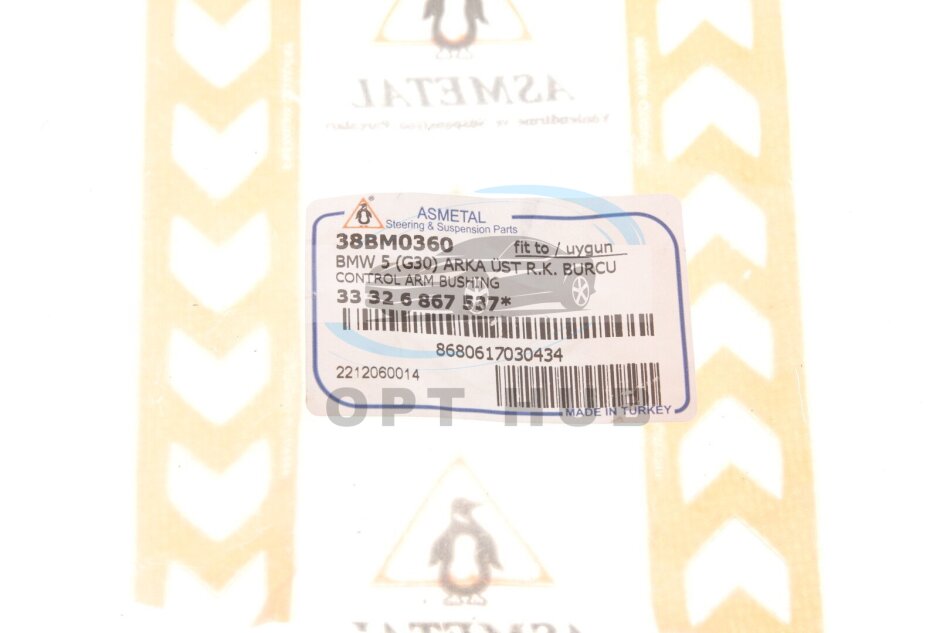 ASMETAL
ASMETAL
Steering & Suspension Parts
38BM0360 fit to / uygun
BMW 5 (G30) ARKA ÜST R.K. BURCU
CONTROL ARM BUSHING
33 32 6 867 537*
8680617030434
2212060014
OPT HUB
MADE IN TURKEY